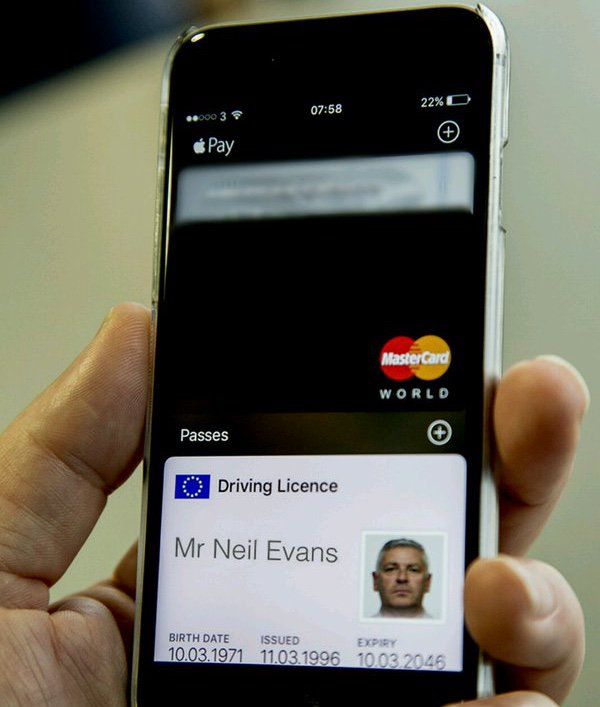 3 07:58 22%
Pay
MasterCard
WORLD
Passes
Driving Licence
Mr Neil Evans
BIRTH DATE ISSUED EXPIRY
10.03.1971 11.03.1996 10.03.2046